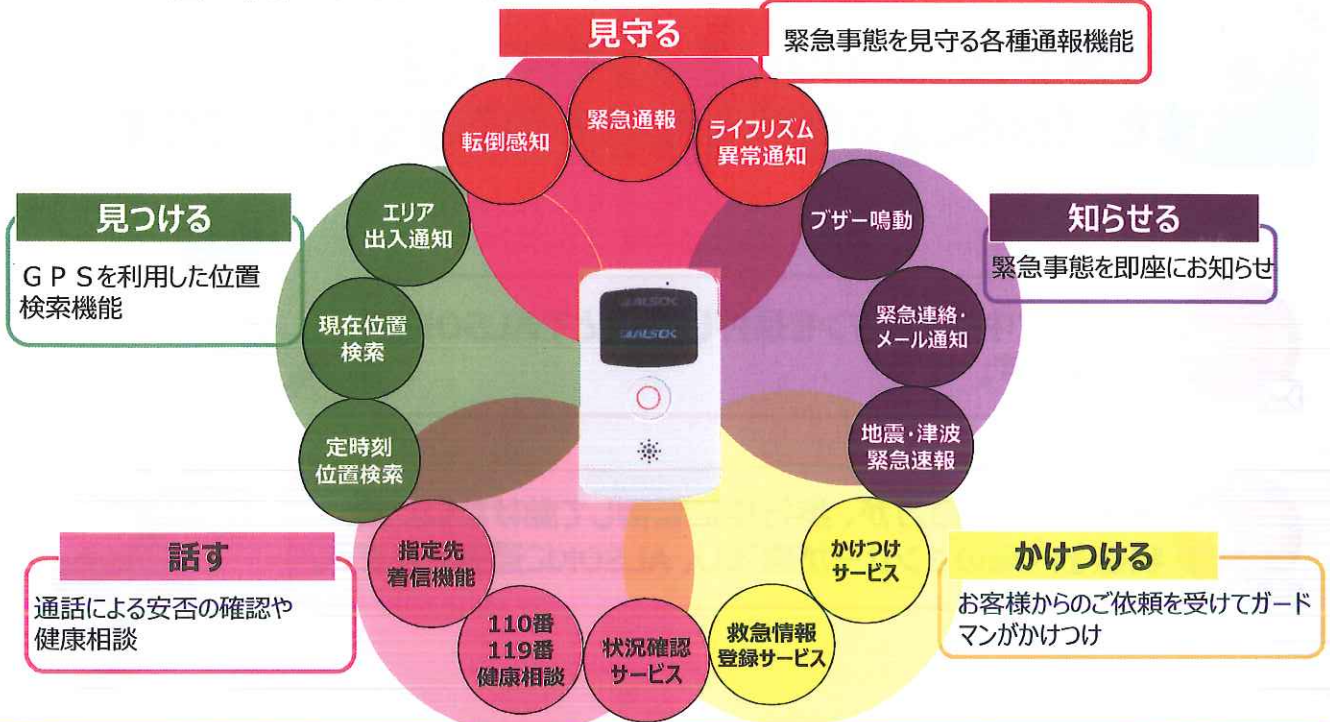 見守る
緊急事態を見守る各種通報機能
転倒感知
緊急通報
ライフリズム
異常通知
見つける
GPSを利用した位置
検索機能
エリア
出入通知
現在位置
検索
定時刻
位置検索
ブザー鳴動
緊急連絡・
メール通知
地震・津波
緊急速報
知らせる
緊急事態を即座にお知らせ
ALSOK
ALSOK
話す
通話による安否の確認や
健康相談
指定先
着信機能
110番
119番
健康相談
状況確認
サービス
救急情報
登録サービス
かけつけ
サービス
かけつける
お客様からのご依頼を受けてガード
マンがかけつけ